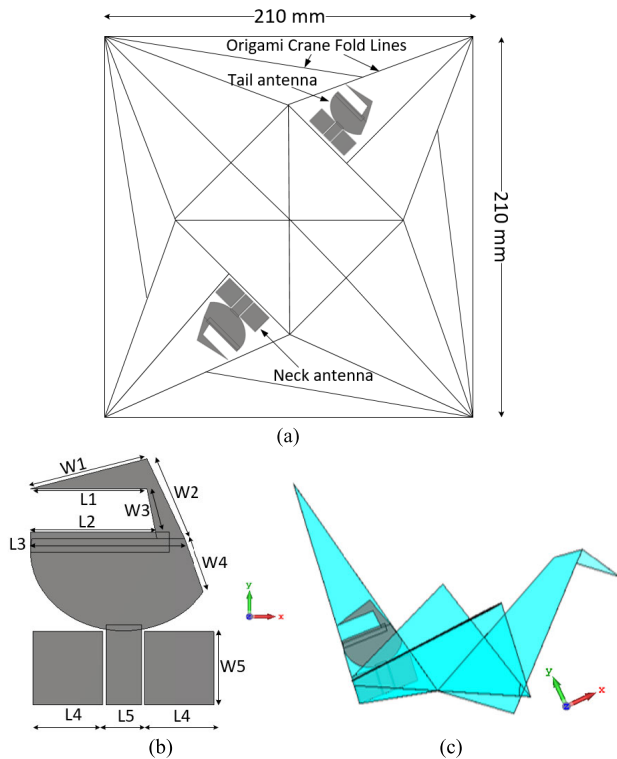 210 mm
Origami Crane Fold Lines
Tail antenna
210 mm
Neck antenna
(a)
W1
L1
W2
L2
W3
L3
W4
y
x
W5
L4
L5
L4
y
x
(b)
(c)